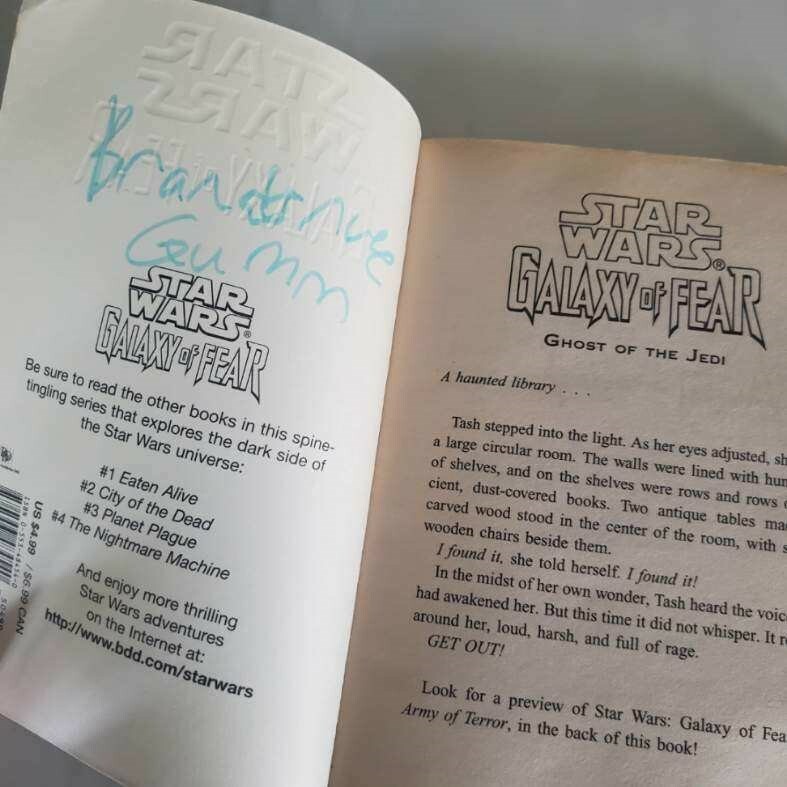 STAR
WARS
GALAXY OF FEAR
Gunn
STAR
WARS®
GALAXY OF FEAR
Be sure to read the other books in this spine-
tingling series that explores the dark side of
the Star Wars universe:
#1 Eaten Alive
#2 City of the Dead
#3 Planet Plague
#4 The Nightmare Machine
And enjoy more thrilling
Star Wars adventures
on the Internet at:
http://www.bdd.com/starwars
US $4.99 / $6.99 CAN
STAR
WARS®
GALAXY OF FEAR
GHOST OF THE JEDI
A haunted library . . .
Tash stepped into the light. As her eyes adjusted,
a large circular room. The walls were lined with
of shelves, and on the shelves were rows and rows
cient, dust-covered books. Two antique tables
carved wood stood in the center of the room, with
wooden chairs beside them.
I found it, she told herself. I found it!
In the midst of her own wonder, Tash heard the
had awakened her. But this time it did not whisper. It
around her, loud, harsh, and full of rage.
GET OUT!
Look for a preview of Star Wars: Galaxy of
Army of Terror, in the back of this book!